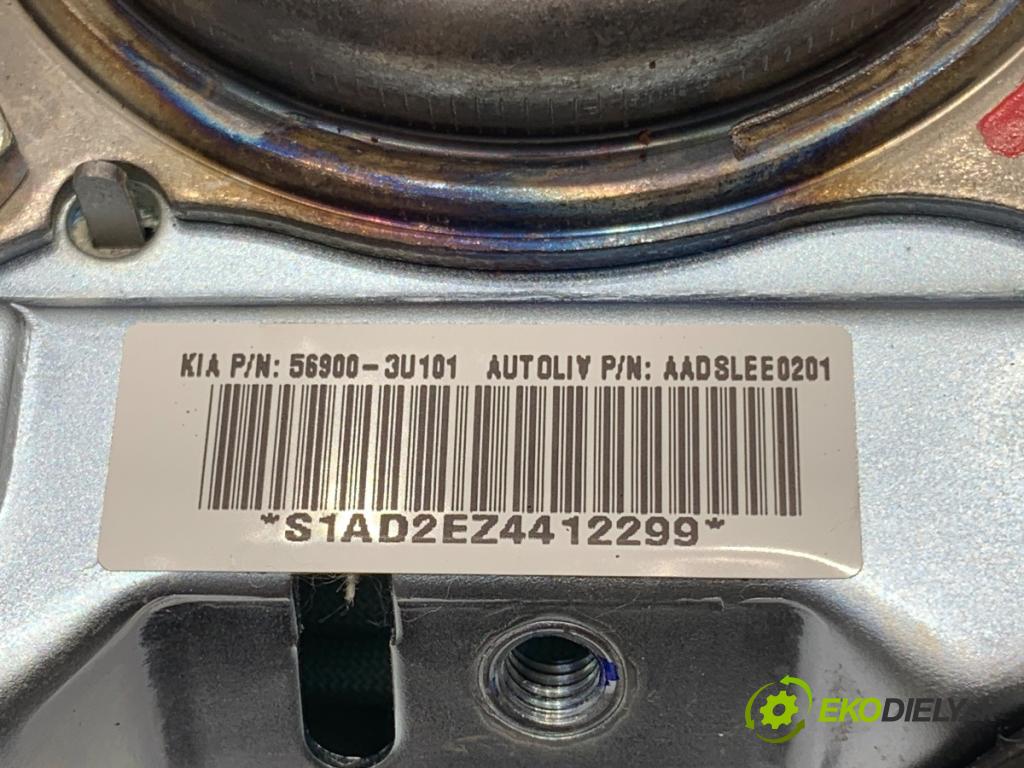 KIA P/N: 56900-3U101 AUTOLIV P/N: AADSLEE0201
*S1AD2EZ4412299*
EKODIELY